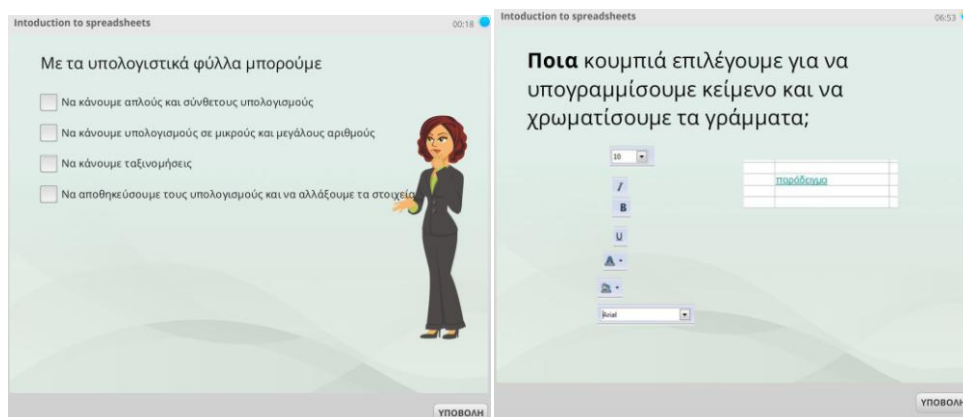 Intoduction to spreadsheets
00:18
Με τα υπολογιστικά φύλλα μπορούμε
Να κάνουμε απλούς και σύνθετους υπολογισμούς
Να κάνουμε υπολογισμούς σε μικρούς και μεγάλους αριθμούς
Να κάνουμε ταξινομήσεις
Να αποθηκεύσουμε τους υπολογισμούς και να αλλάξουμε τα στοιχεία
ΥΠΟΒΟΛΗ
Intoduction to spreadsheets
06:53
Ποια κουμπιά επιλέγουμε για να
υπογραμμίσουμε κείμενο και να
χρωματίσουμε τα γράμματα;
10
I
B
U
A
Arial
παράδειγμα
ΥΠΟΒΟΛΗ